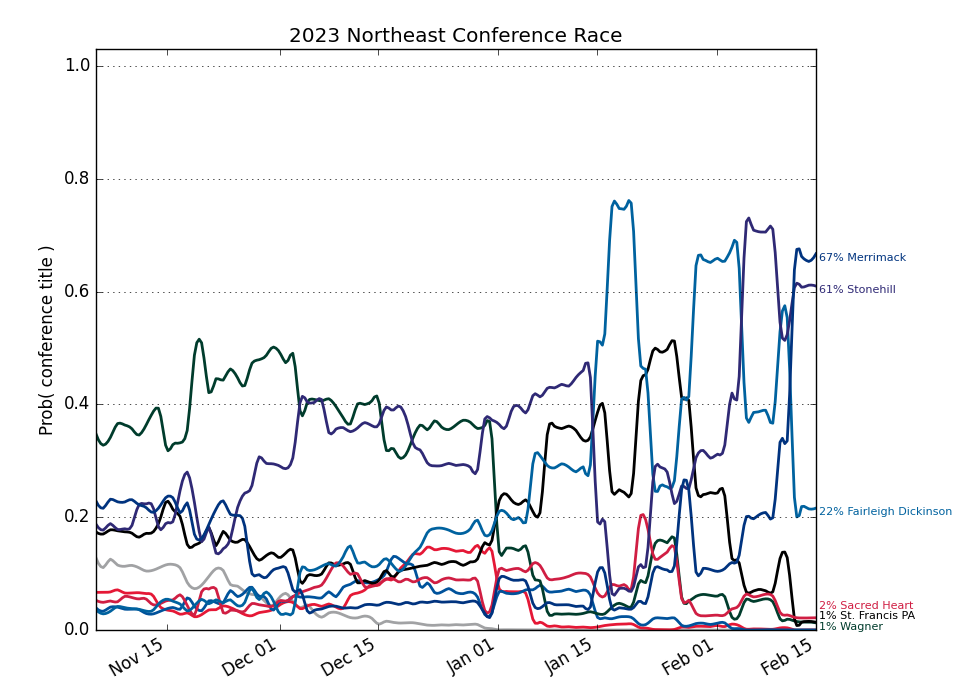 2023 Northeast Conference Race
Prob( conference title )
1.0
0.8
0.6
0.4
0.2
0.0
67% Merrimack
61% Stonehill
22% Fairleigh Dickinson
2% Sacred Heart
1% St. Francis PA
1% Wagner
Nov 15
Dec 01
Dec 15
Jan 01
Jan 15
Feb 01
Feb 15